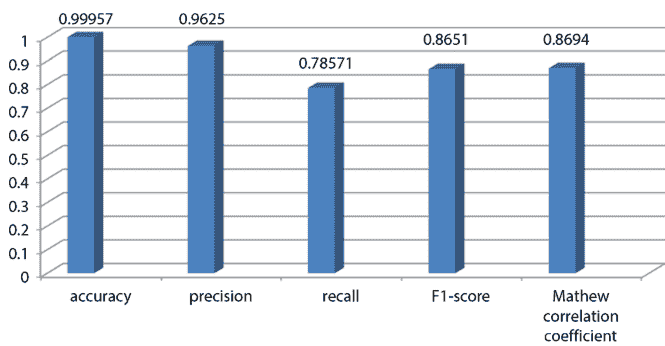 0.99957
0.9625
0.78571
0.8651
0.8694
1
0.9
0.8
0.7
0.6
0.5
0.4
0.3
0.2
0.1
0
accuracy
precision
recall
F1-score
Mathew
correlation
coefficient